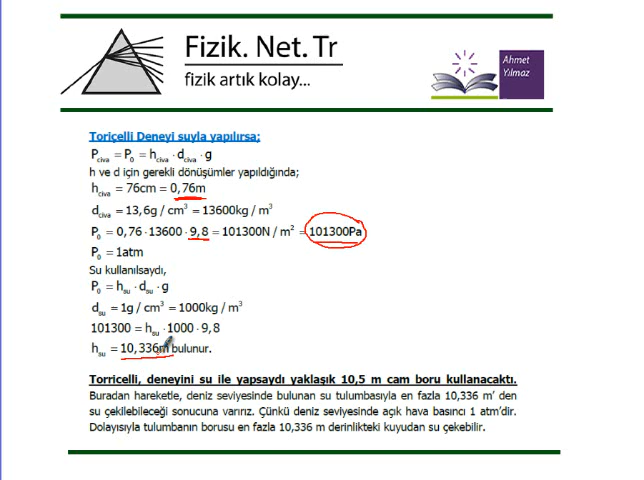 Fizik. Net. Tr
fizik artık kolay...
Ahmet
Yılmaz
Toriçelli Deneyi suyla yapılırsa;
P_civa = P_0 = h_civa · d_civa · g
h ve d için gerekli dönüşümler yapıldığında;
h_civa = 76cm = 0,76m
d_civa = 13,6g / cm³ = 13600kg / m³
P_0 = 0,76 · 13600 · 9,8 = 101300N / m² = 101300Pa
P_0 = 1atm
Su kullanılsaydı,
P_0 = h_su · d_su · g
d_su = 1g / cm³ = 1000kg / m³
101300 = h_su · 1000 · 9,8
h_su = 10,336m bulunur.
Torricelli, deneyini su ile yapsaydı yaklaşık 10,5 m cam boru kullanacaktı.
Buradan hareketle, deniz seviyesinde bulunan su tulumbasıyla en fazla 10,336 m' den
su çekilebileceği sonucuna varırız. Çünkü deniz seviyesinde açık hava basıncı 1 atm'dir.
Dolayısıyla tulumbanın borusu en fazla 10,336 m derinlikteki kuyudan su çekebilir.